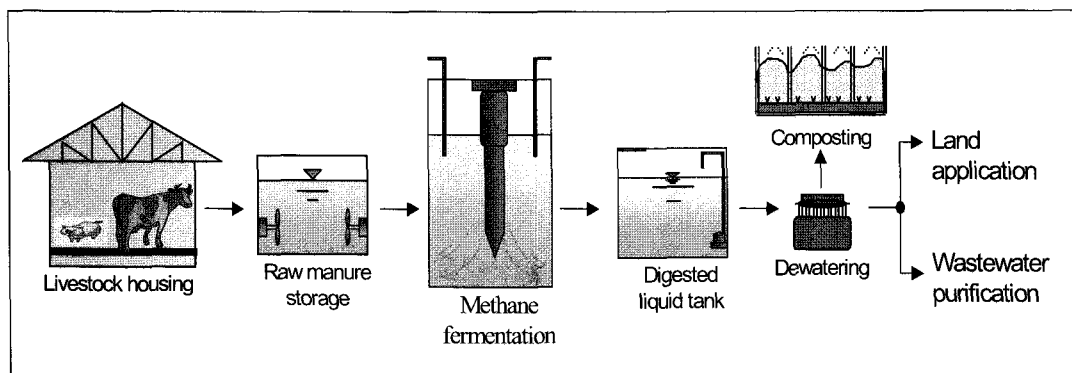 Livestock housing
Raw manure
storage
Methane
fermentation
Digested
liquid tank
Dewatering
Composting
Land
application
Wastewater
purification